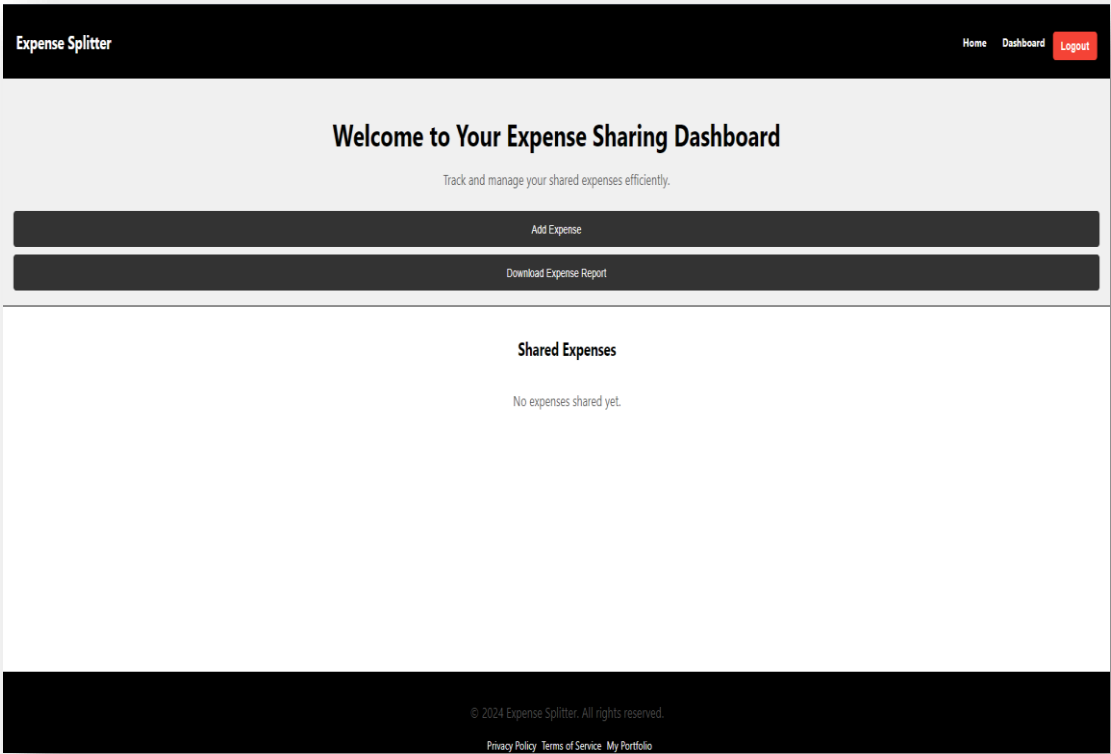 Expense Splitter
Home Dashboard Logout
Welcome to Your Expense Sharing Dashboard
Track and manage your shared expenses efficiently.
Add Expense
Download Expense Report
Shared Expenses
No expenses shared yet.
© 2024 Expense Splitter. All rights reserved.
Privacy Policy Terms of Service My Portfolio